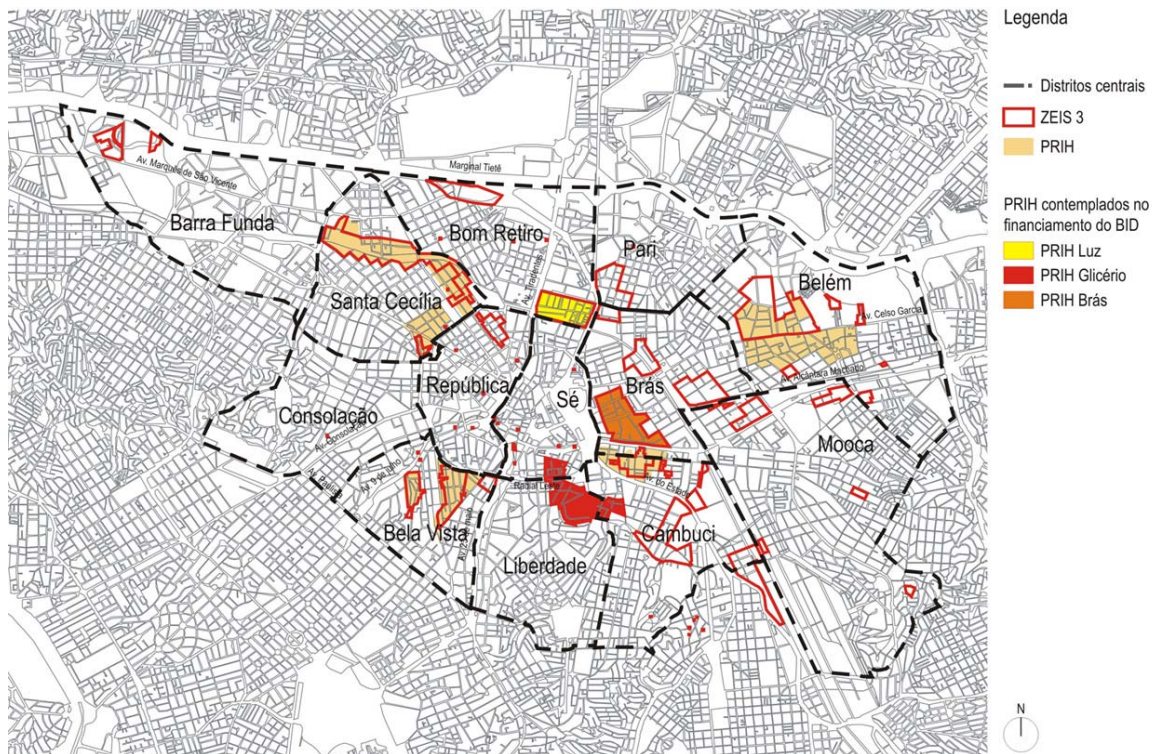 Legenda
Distritos centrais
ZEIS 3
PRIH
PRIH contemplados no
financiamento do BID
PRIH Luz
PRIH Glicério
PRIH Brás
N
Marginal Tietê
Av. Marquês de São Vicente
Barra Funda
Bom Retiro
Pari
Av. Tiradentes
Belém
Santa Cecília
Av. Celso Garcia
República
Sé
Brás
Av. Alcântara Machado
Consolação
Av. Consolação
Mooca
Av. 9 de julho
Radial Leste
Av. do Estado
Bela Vista
Cambuci
Liberdade